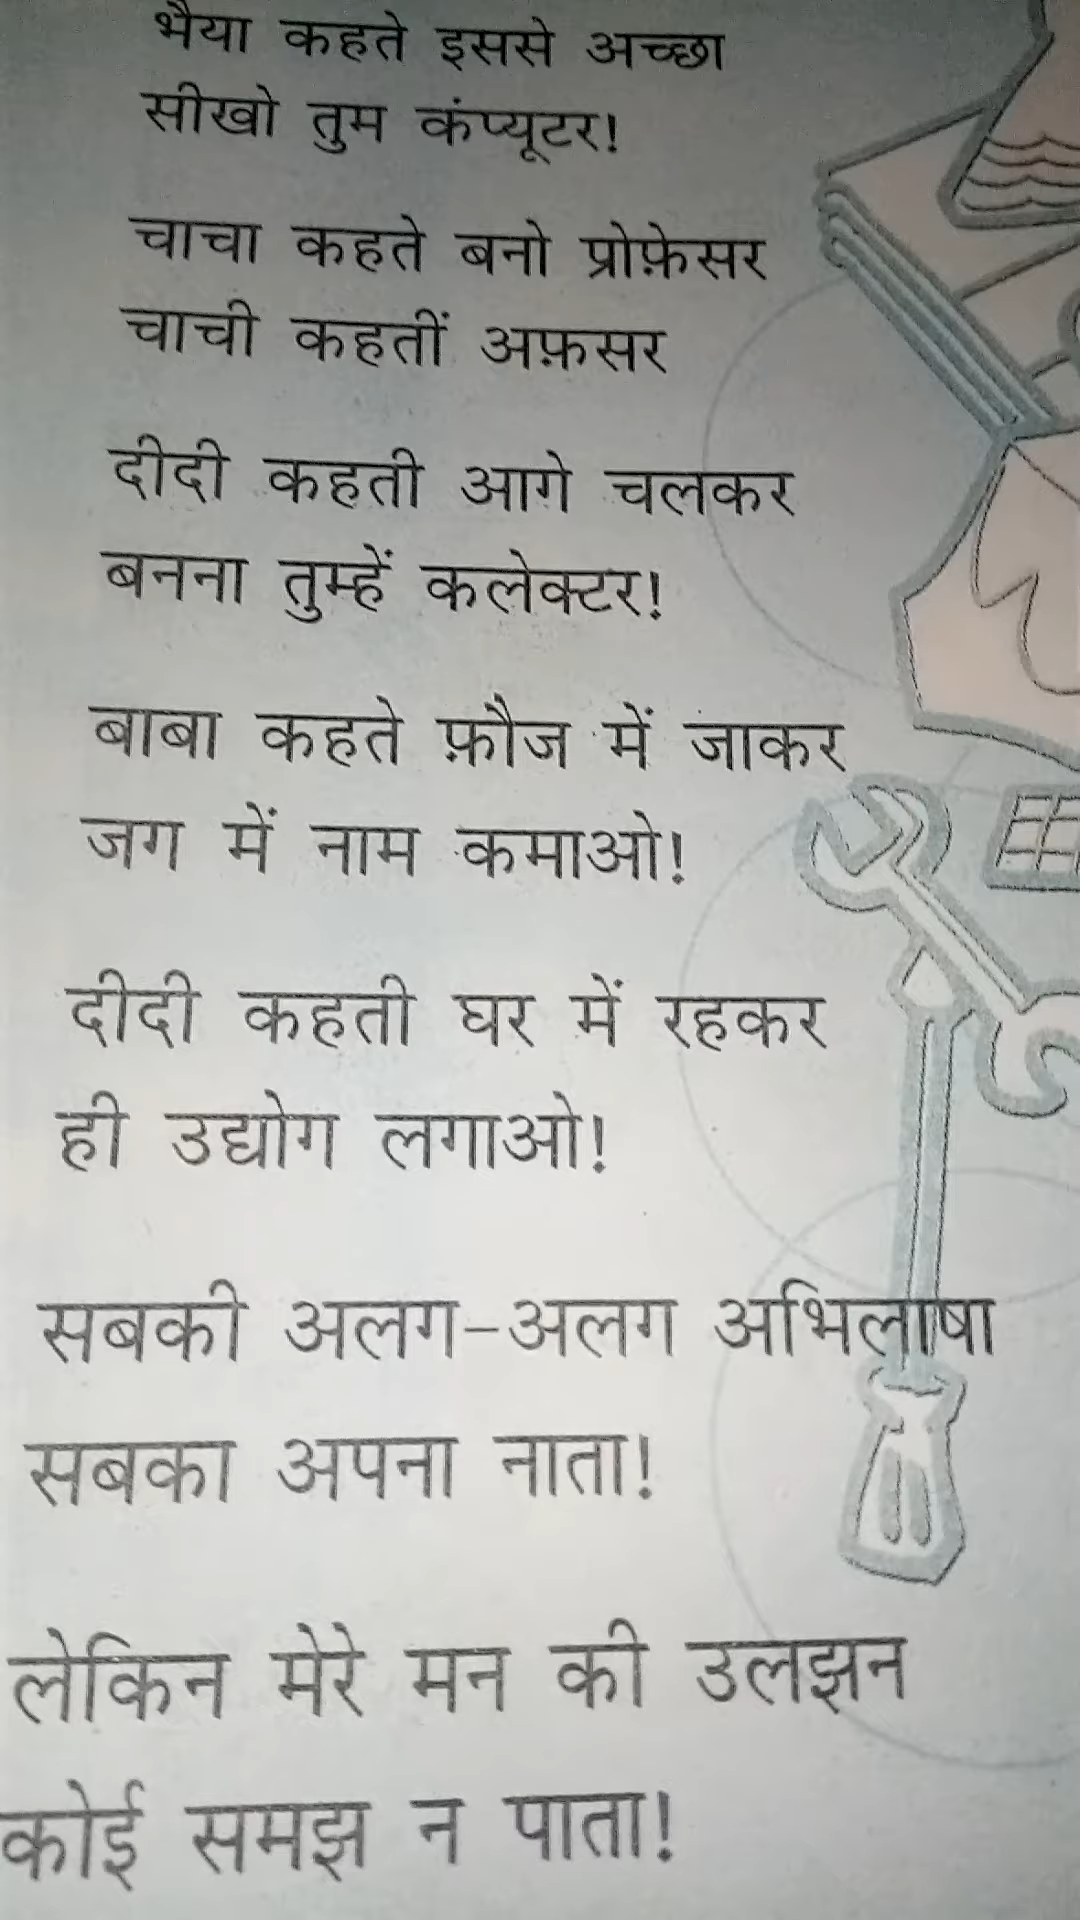 भैया कहते इससे अच्छा
सीखो तुम कंप्यूटर!
चाचा कहते बनो प्रोफ़ेसर
चाची कहतीं अफ़सर
दीदी कहती आगे चलकर
बनना तुम्हें कलेक्टर!
बाबा कहते फ़ौज में जाकर
जग में नाम कमाओ!
दीदी कहती घर में रहकर
ही उद्योग लगाओ!
सबकी अलग-अलग अभिलाषा
सबका अपना नाता!
लेकिन मेरे मन की उलझन
कोई समझ न पाता!